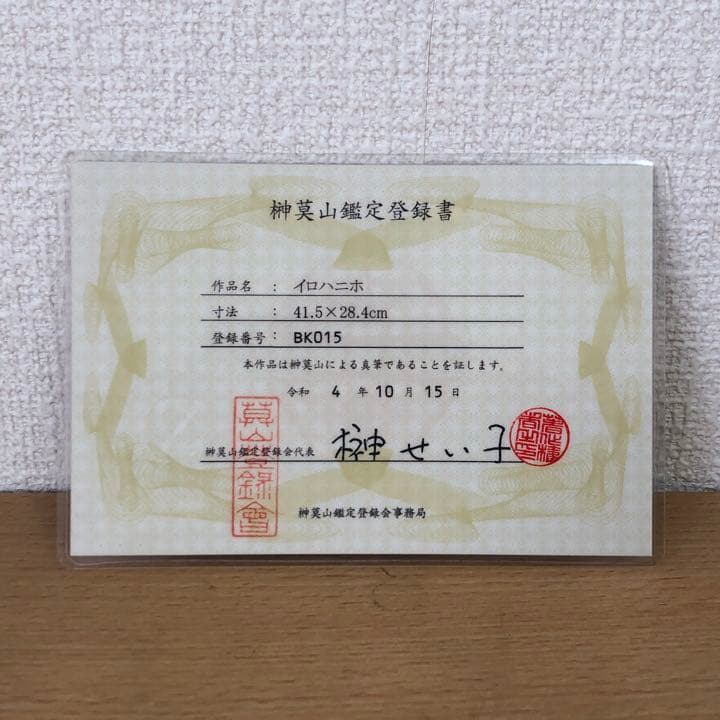 榊莫山鑑定登録書
作品名 : イロハニホ
寸法 : 41.5×28.4cm
登録番号 : BK015
本作品は榊莫山による真筆であることを証します。
令和 4 年 10 月 15 日
榊莫山鑑定登録会代表 榊せい子
榊莫山鑑定登録会事務局